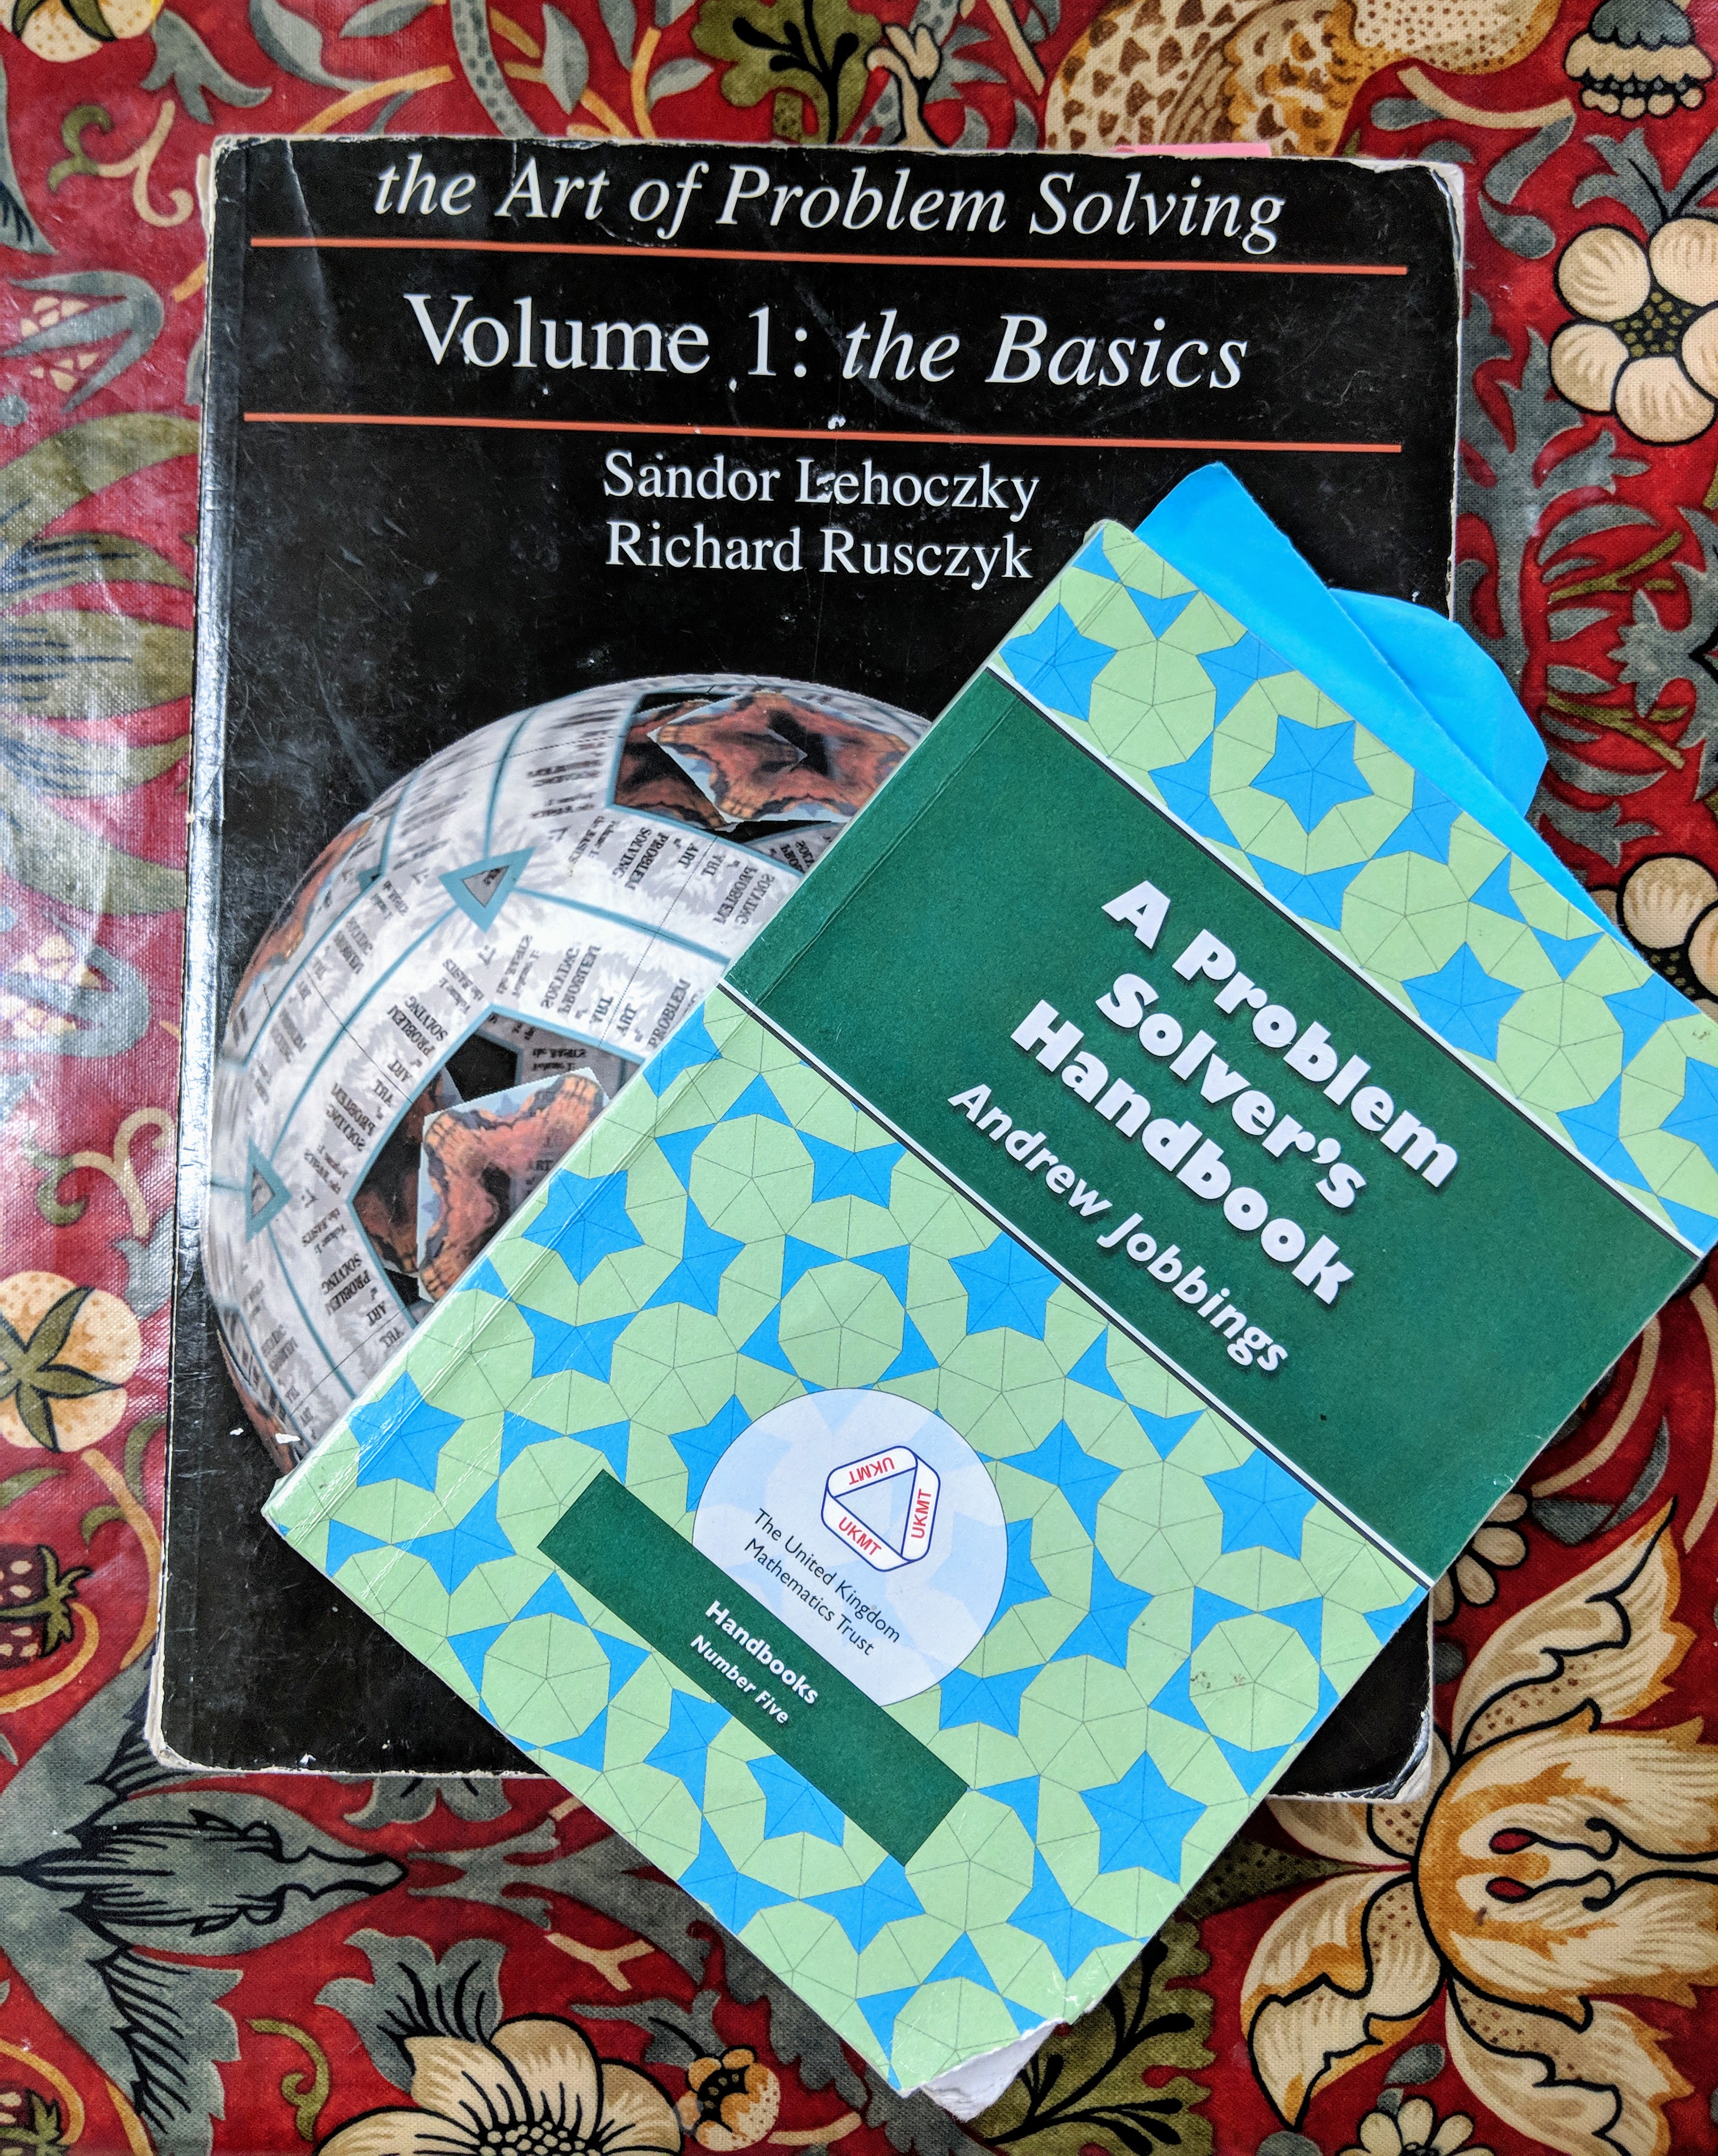 the Art of Problem Solving
Volume 1: the Basics
Sandor Lehoczky
Richard Rusczyk
A Problem
Solver's
Handbook
Andrew Jobbings
UKMT
UKMT
UKMT
The United Kingdom
Mathematics Trust
Handbooks
Number Five